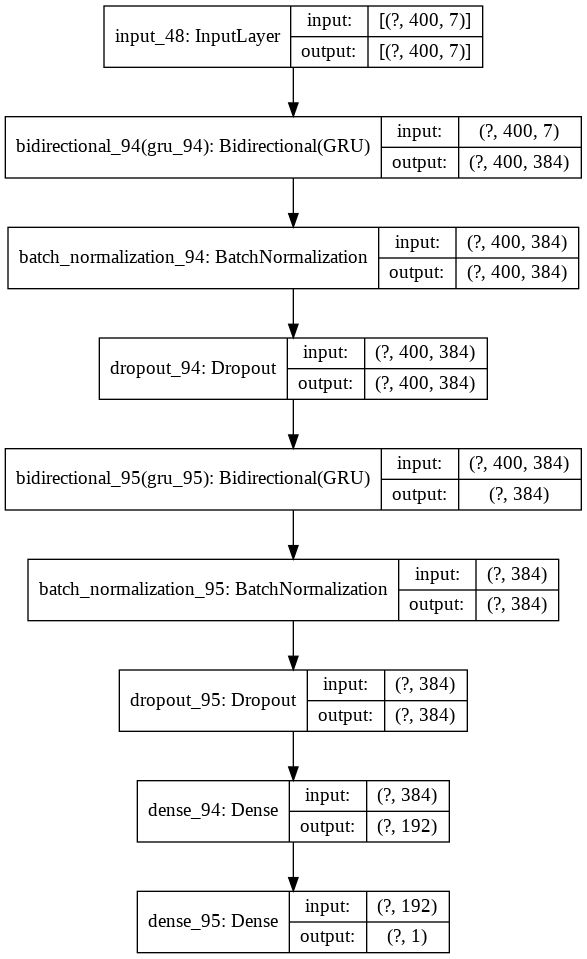 input_48: InputLayer
input:
[(?, 400, 7)]
output:
[(?, 400, 7)]
bidirectional_94(gru_94): Bidirectional(GRU)
input:
(?, 400, 7)
output:
(?, 400, 384)
batch_normalization_94: BatchNormalization
input:
(?, 400, 384)
output:
(?, 400, 384)
dropout_94: Dropout
input:
(?, 400, 384)
output:
(?, 400, 384)
bidirectional_95(gru_95): Bidirectional(GRU)
input:
(?, 400, 384)
output:
(?, 384)
batch_normalization_95: BatchNormalization
input:
(?, 384)
output:
(?, 384)
dropout_95: Dropout
input:
(?, 384)
output:
(?, 384)
dense_94: Dense
input:
(?, 384)
output:
(?, 192)
dense_95: Dense
input:
(?, 192)
output:
(?, 1)